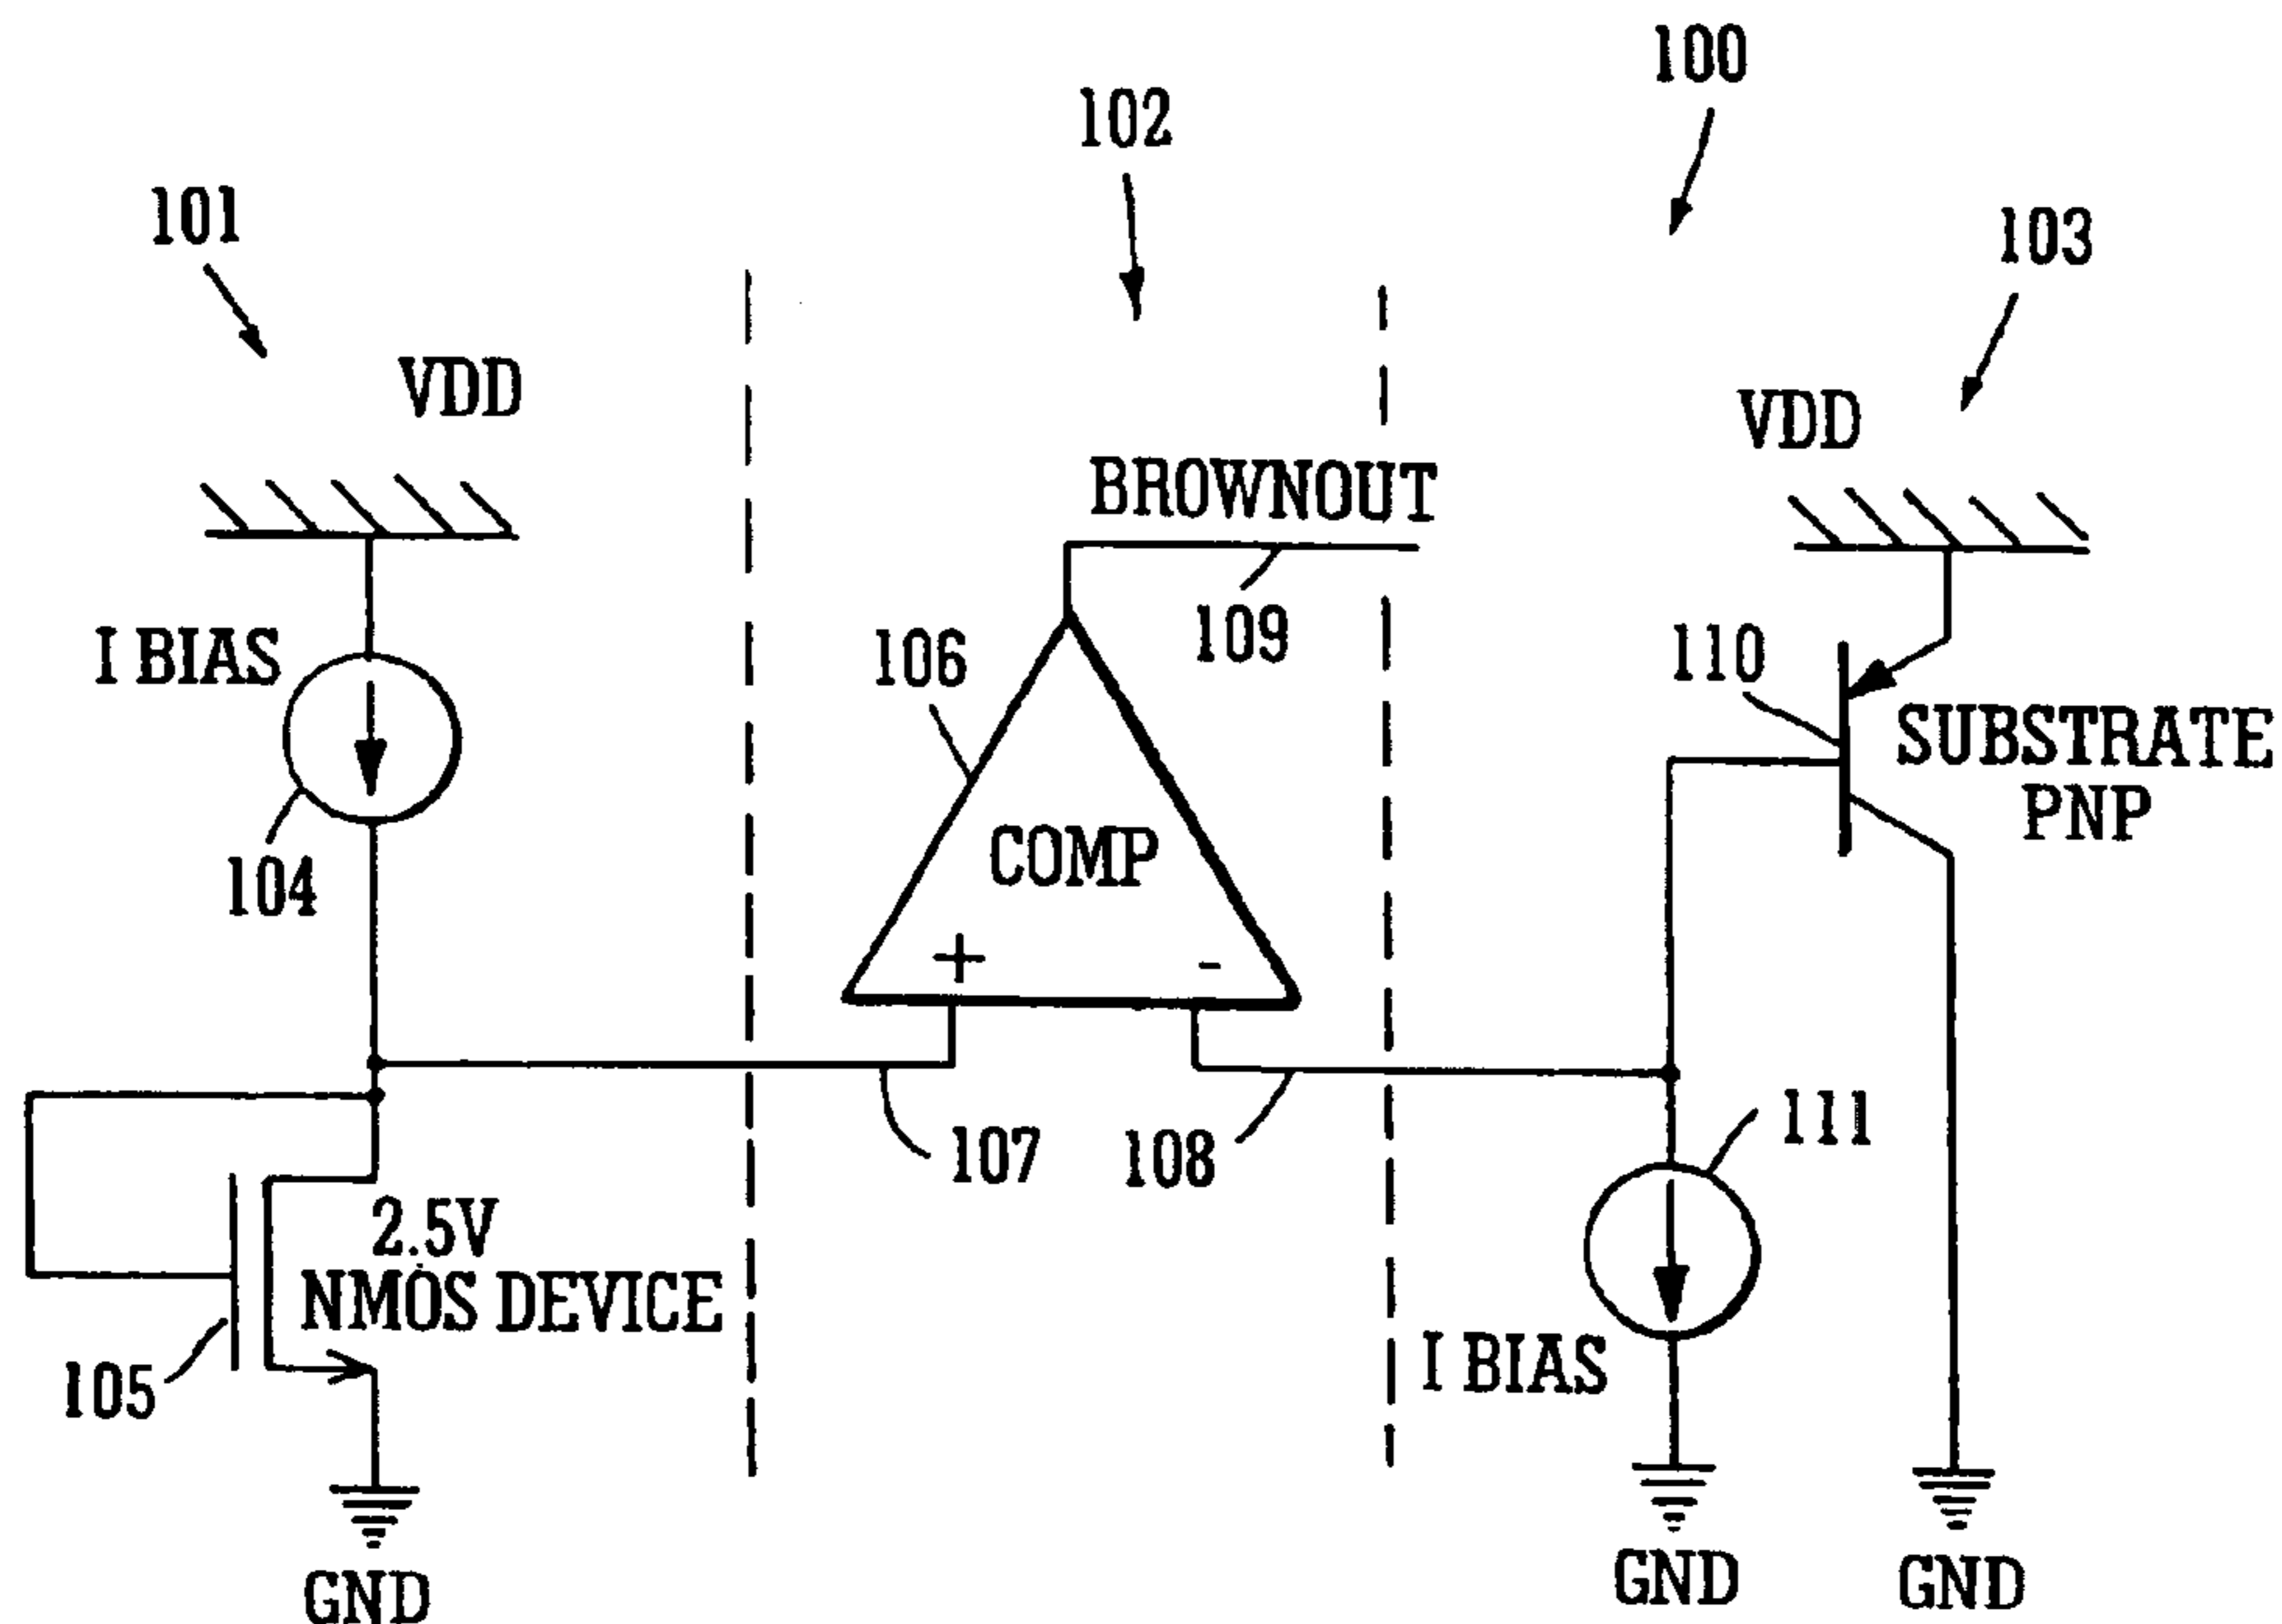 100
102
101
103
VDD
VDD
BROWNOUT
109
I BIAS
106
110
SUBSTRATE
PNP
COMP
104
+
-
107
108
111
2.5V
NMOS DEVICE
I BIAS
105
GND
GND
GND